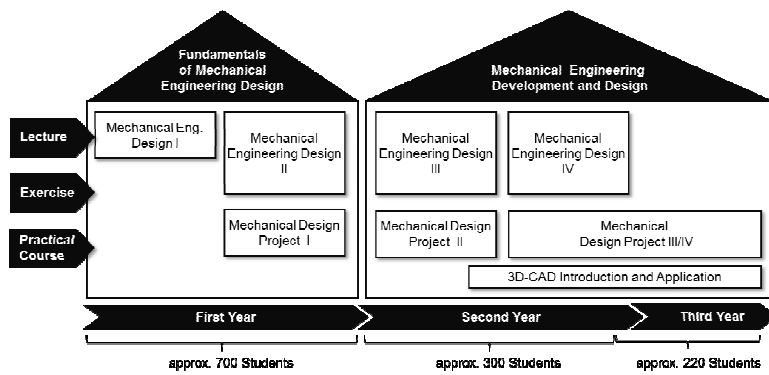 Fundamentals
of Mechanical
Engineering Design
Mechanical Engineering
Development and Design
Lecture
Exercise
Practical
Course
Mechanical Eng.
Design I
Mechanical
Engineering Design
II
Mechanical
Engineering Design
III
Mechanical
Engineering Design
IV
Mechanical Design
Project I
Mechanical Design
Project II
Mechanical
Design Project III/IV
3D-CAD Introduction and Application
First Year
Second Year
Third Year
approx. 700 Students
approx. 300 Students
approx. 220 Students